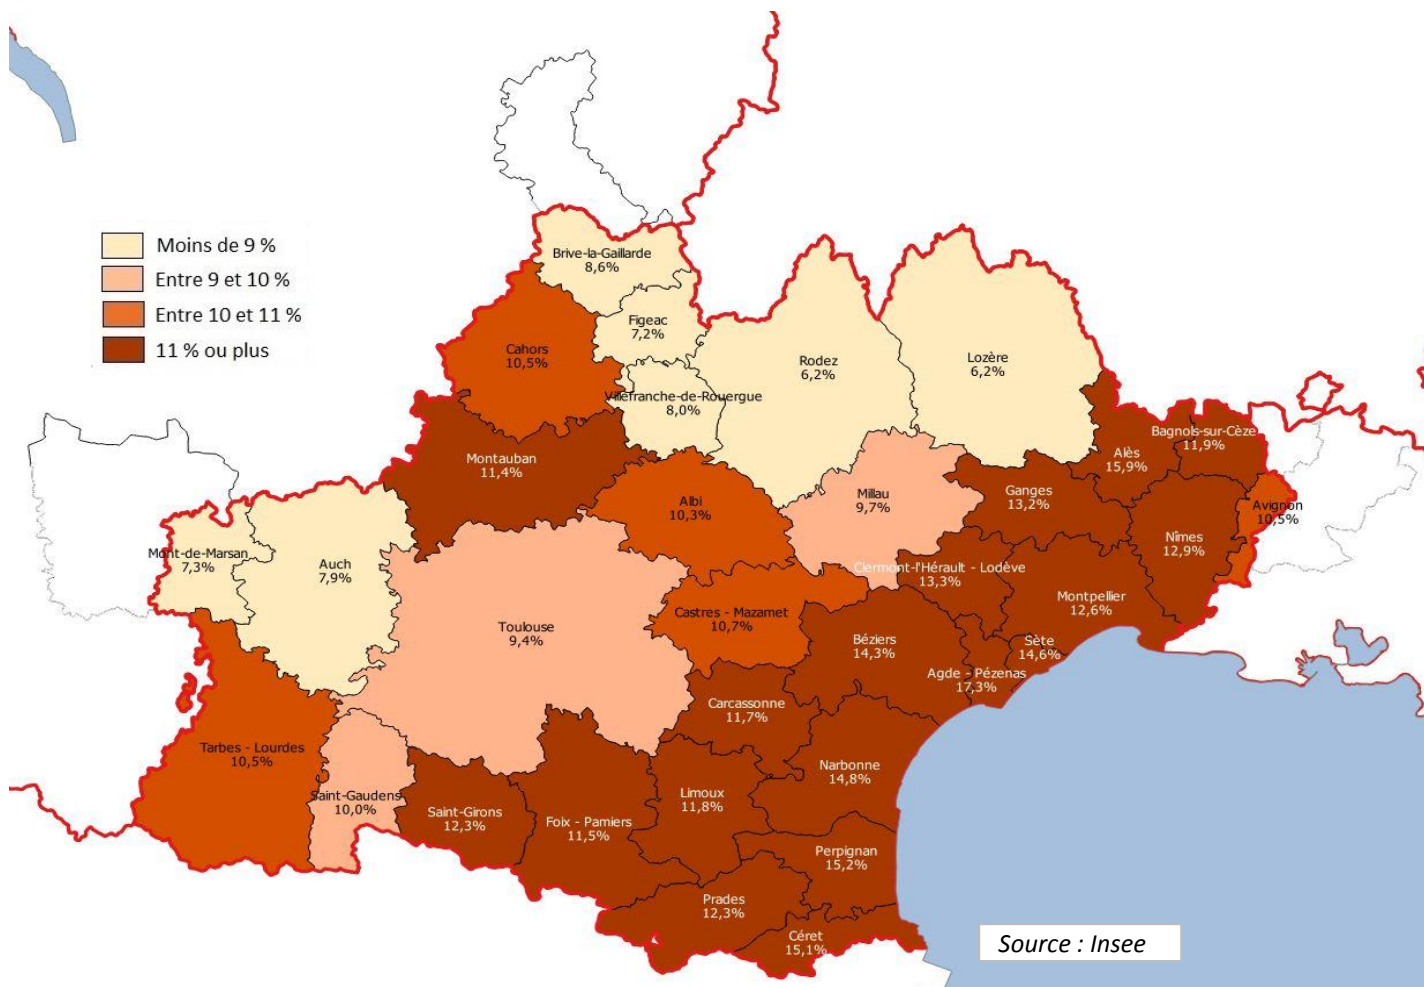 Moins de 9 %
Entre 9 et 10 %
Entre 10 et 11 %
11 % ou plus
Brive-la-Gaillarde
8,6%
Figeac
7,2%
Cahors
10,5%
Rodez
6,2%
Lozère
6,2%
Villefranche-de-Rouergue
8,0%
Bagnols-sur-Cèze
11,9%
Alès
15,9%
Montauban
11,4%
Albi
10,3%
Millau
9,7%
Ganges
13,2%
Avignon
10,5%
Nîmes
12,9%
Mont-de-Marsan
7,3%
Auch
7,9%
Clermont-l'Hérault - Lodève
13,3%
Montpellier
12,6%
Toulouse
9,4%
Castres - Mazamet
10,7%
Béziers
14,3%
Sète
14,6%
Agde - Pézenas
17,3%
Carcassonne
11,7%
Tarbes - Lourdes
10,5%
Narbonne
14,8%
Saint-Gaudens
10,0%
Saint-Girons
12,3%
Foix - Pamiers
11,5%
Limoux
11,8%
Perpignan
15,2%
Prades
12,3%
Céret
15,1%
Source : Insee